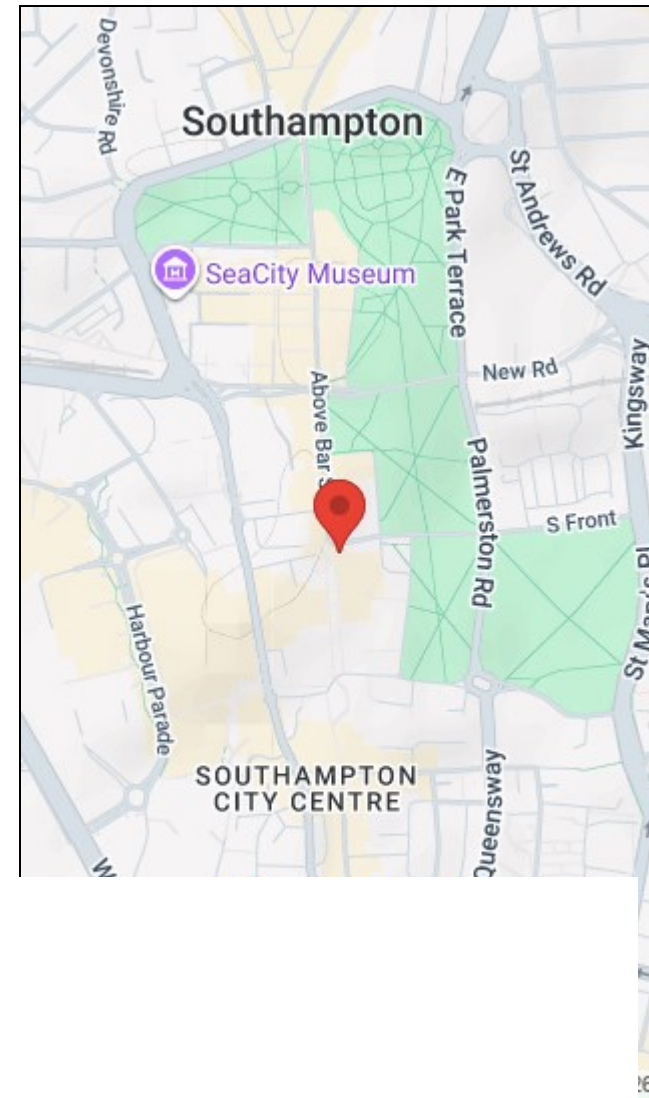 Devonshire Rd
Southampton
St Andrews Rd
E Park Terrace
SeaCity Museum
New Rd
Kingsway
Above Bar S
Palmerston Rd
S Front
Harbour Parade
SOUTHAMPTON
CITY CENTRE
Queensway